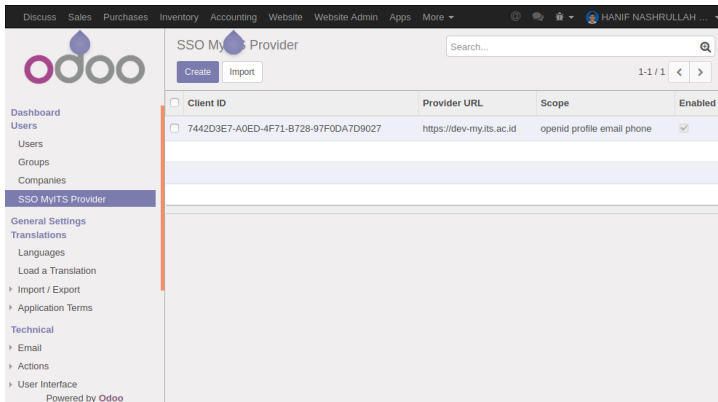 Discuss Sales Purchases Inventory Accounting Website Website Admin Apps More @ HANIF NASHRULLAH ...
odoo
SSO My Provider
Search...
Create Import
1-1 / 1
Client ID Provider URL Scope Enabled
7442D3E7-A0ED-4F71-B728-97F0DA7D9027 https://dev-my.its.ac.id openid profile email phone
Dashboard
Users
Users
Groups
Companies
SSO MyITS Provider
General Settings
Translations
Languages
Load a Translation
Import / Export
Application Terms
Technical
Email
Actions
User Interface
Powered by Odoo